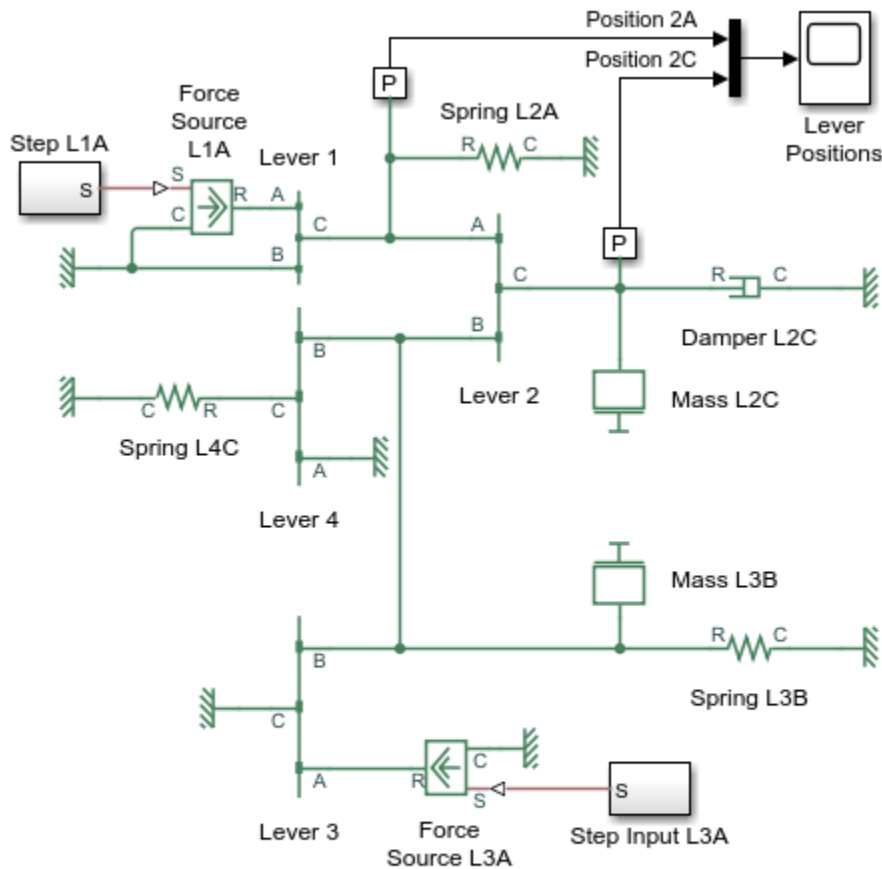 Position 2A
Position 2C
P
Force
Source
L1A
Spring L2A
Lever
Positions
Step L1A
Lever 1
R
C
S
S
R
A
C
C
A
P
B
C
R
C
B
B
Damper L2C
Lever 2
Mass L2C
C
R
C
Spring L4C
A
Lever 4
Mass L3B
B
R
C
Spring L3B
C
C
A
R
S
S
Lever 3
Force
Source L3A
Step Input L3A